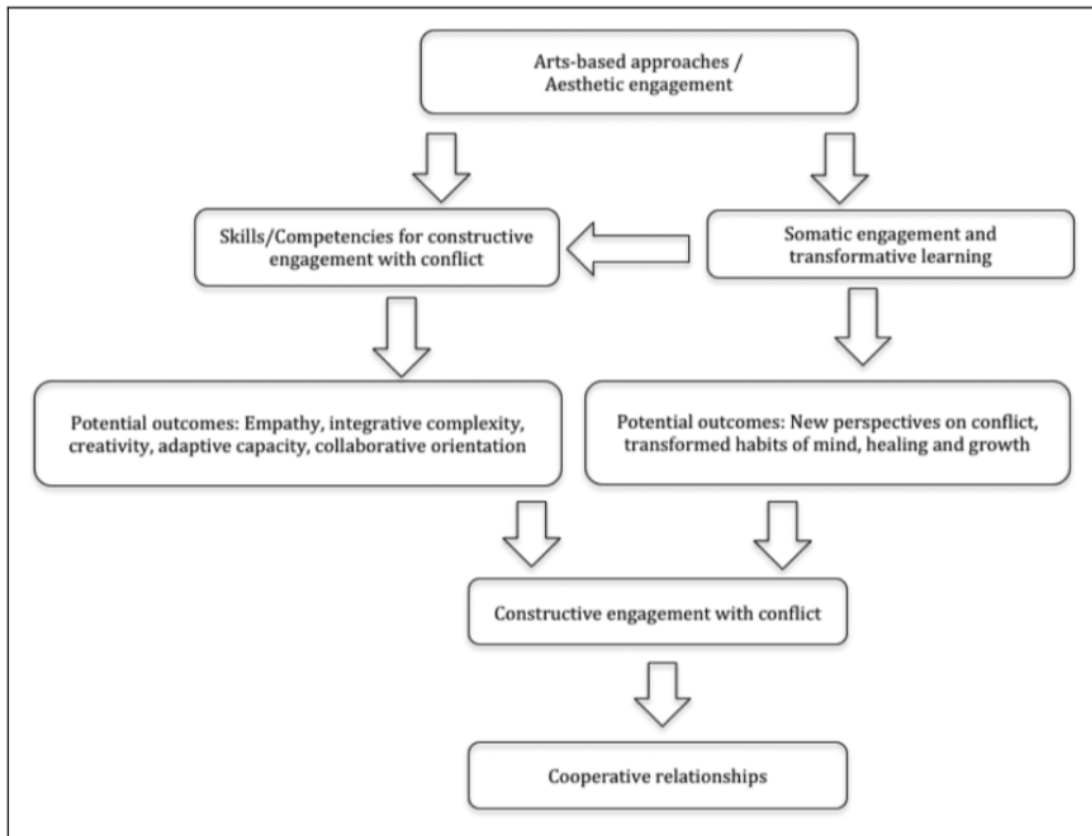 Arts-based approaches /
Aesthetic engagement
Skills/Competencies for constructive
engagement with conflict
Somatic engagement and
transformative learning
Potential outcomes: Empathy, integrative complexity,
creativity, adaptive capacity, collaborative orientation
Potential outcomes: New perspectives on conflict,
transformed habits of mind, healing and growth
Constructive engagement with conflict
Cooperative relationships